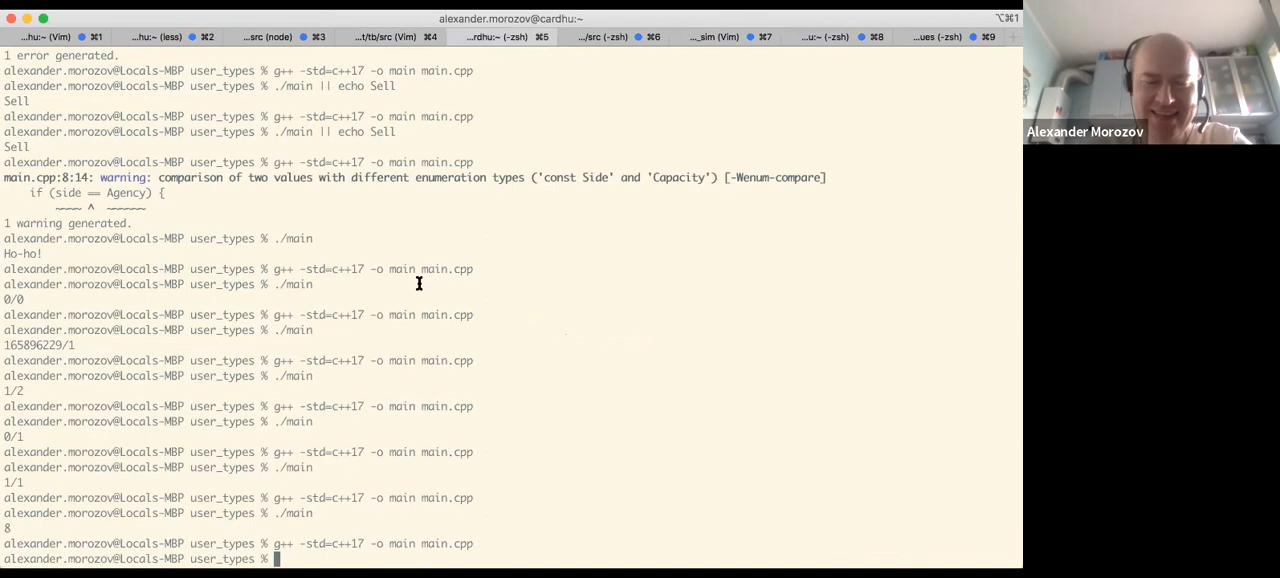 alexander.morozov@cardhu:~
⌥⌘1
...hu:~ (Vim) ⌘1 ...hu:~ (less) ⌘2 ...src (node) ⌘3 ...t/tb/src (Vim) ⌘4 ...rdhu:~ (-zsh) ⌘5 .../src (-zsh) ⌘6 ..._sim (Vim) ⌘7 ...u:~ (-zsh) ⌘8 ...ues (-zsh) ⌘9
1 error generated.
alexander.morozov@Locals-MBP user_types % g++ -std=c++17 -o main main.cpp
alexander.morozov@Locals-MBP user_types % ./main || echo Sell
Sell
alexander.morozov@Locals-MBP user_types % g++ -std=c++17 -o main main.cpp
alexander.morozov@Locals-MBP user_types % ./main || echo Sell
Sell
alexander.morozov@Locals-MBP user_types % g++ -std=c++17 -o main main.cpp
main.cpp:8:14: warning: comparison of two values with different enumeration types ('const Side' and 'Capacity') [-Wenum-compare]
if (side == Agency) {
~~~~ ^ ~~~~~~
1 warning generated.
alexander.morozov@Locals-MBP user_types % ./main
Ho-ho!
alexander.morozov@Locals-MBP user_types % g++ -std=c++17 -o main main.cpp
alexander.morozov@Locals-MBP user_types % ./main
0/0
alexander.morozov@Locals-MBP user_types % g++ -std=c++17 -o main main.cpp
alexander.morozov@Locals-MBP user_types % ./main
165896229/1
alexander.morozov@Locals-MBP user_types % g++ -std=c++17 -o main main.cpp
alexander.morozov@Locals-MBP user_types % ./main
1/2
alexander.morozov@Locals-MBP user_types % g++ -std=c++17 -o main main.cpp
alexander.morozov@Locals-MBP user_types % ./main
0/1
alexander.morozov@Locals-MBP user_types % g++ -std=c++17 -o main main.cpp
alexander.morozov@Locals-MBP user_types % ./main
1/1
alexander.morozov@Locals-MBP user_types % g++ -std=c++17 -o main main.cpp
alexander.morozov@Locals-MBP user_types % ./main
8
alexander.morozov@Locals-MBP user_types % g++ -std=c++17 -o main main.cpp
alexander.morozov@Locals-MBP user_types %
Alexander Morozov